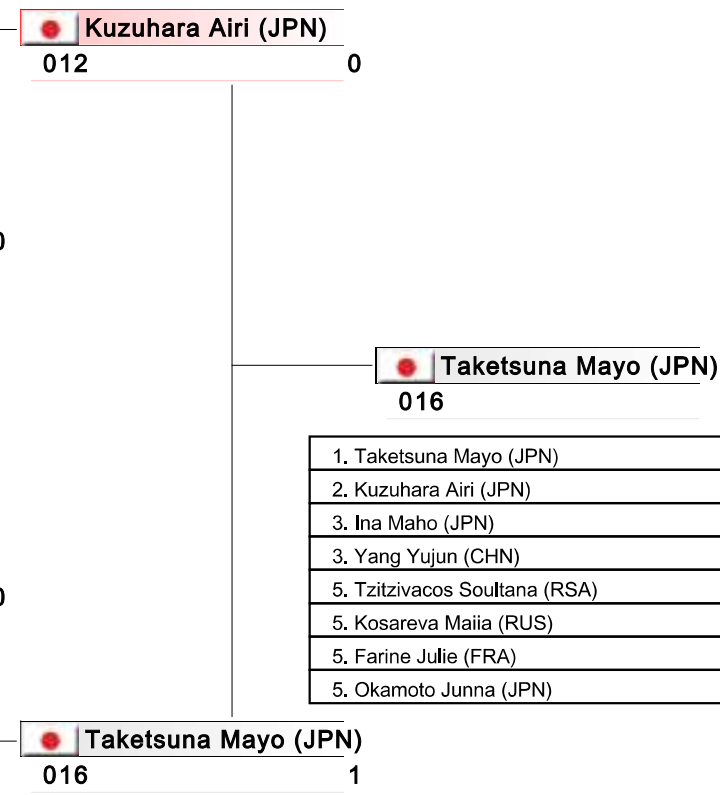 Kuzuhara Airi (JPN)
012 0
0
Taketsuna Mayo (JPN)
016
1. Taketsuna Mayo (JPN)
2. Kuzuhara Airi (JPN)
3. Ina Maho (JPN)
3. Yang Yujun (CHN)
5. Tzitzivacos Soultana (RSA)
5. Kosareva Maiia (RUS)
5. Farine Julie (FRA)
5. Okamoto Junna (JPN)
0
Taketsuna Mayo (JPN)
016 1